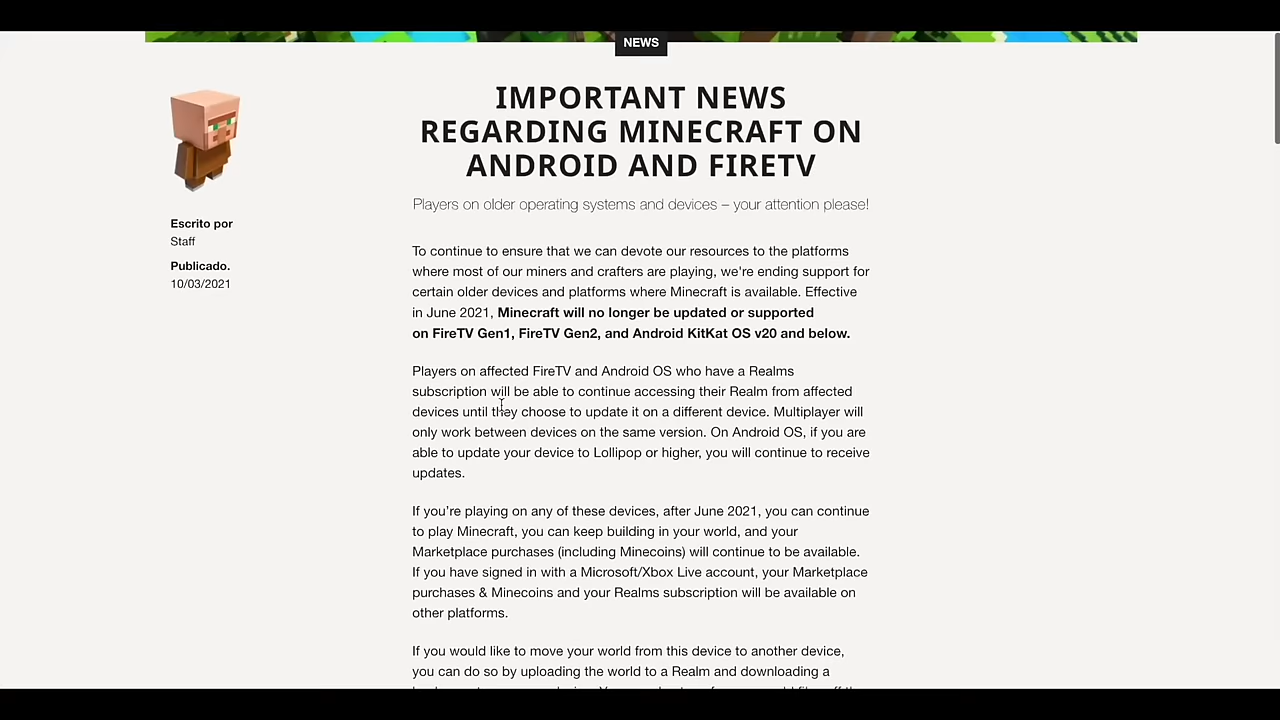 NEWS
IMPORTANT NEWS
REGARDING MINECRAFT ON
ANDROID AND FIRETV
Players on older operating systems and devices – your attention please!
Escrito por
Staff
Publicado.
10/03/2021
To continue to ensure that we can devote our resources to the platforms
where most of our miners and crafters are playing, we're ending support for
certain older devices and platforms where Minecraft is available. Effective
in June 2021, Minecraft will no longer be updated or supported
on FireTV Gen1, FireTV Gen2, and Android KitKat OS v20 and below.
Players on affected FireTV and Android OS who have a Realms
subscription will be able to continue accessing their Realm from affected
devices until they choose to update it on a different device. Multiplayer will
only work between devices on the same version. On Android OS, if you are
able to update your device to Lollipop or higher, you will continue to receive
updates.
If you’re playing on any of these devices, after June 2021, you can continue
to play Minecraft, you can keep building in your world, and your
Marketplace purchases (including Minecoins) will continue to be available.
If you have signed in with a Microsoft/Xbox Live account, your Marketplace
purchases & Minecoins and your Realms subscription will be available on
other platforms.
If you would like to move your world from this device to another device,
you can do so by uploading the world to a Realm and downloading a